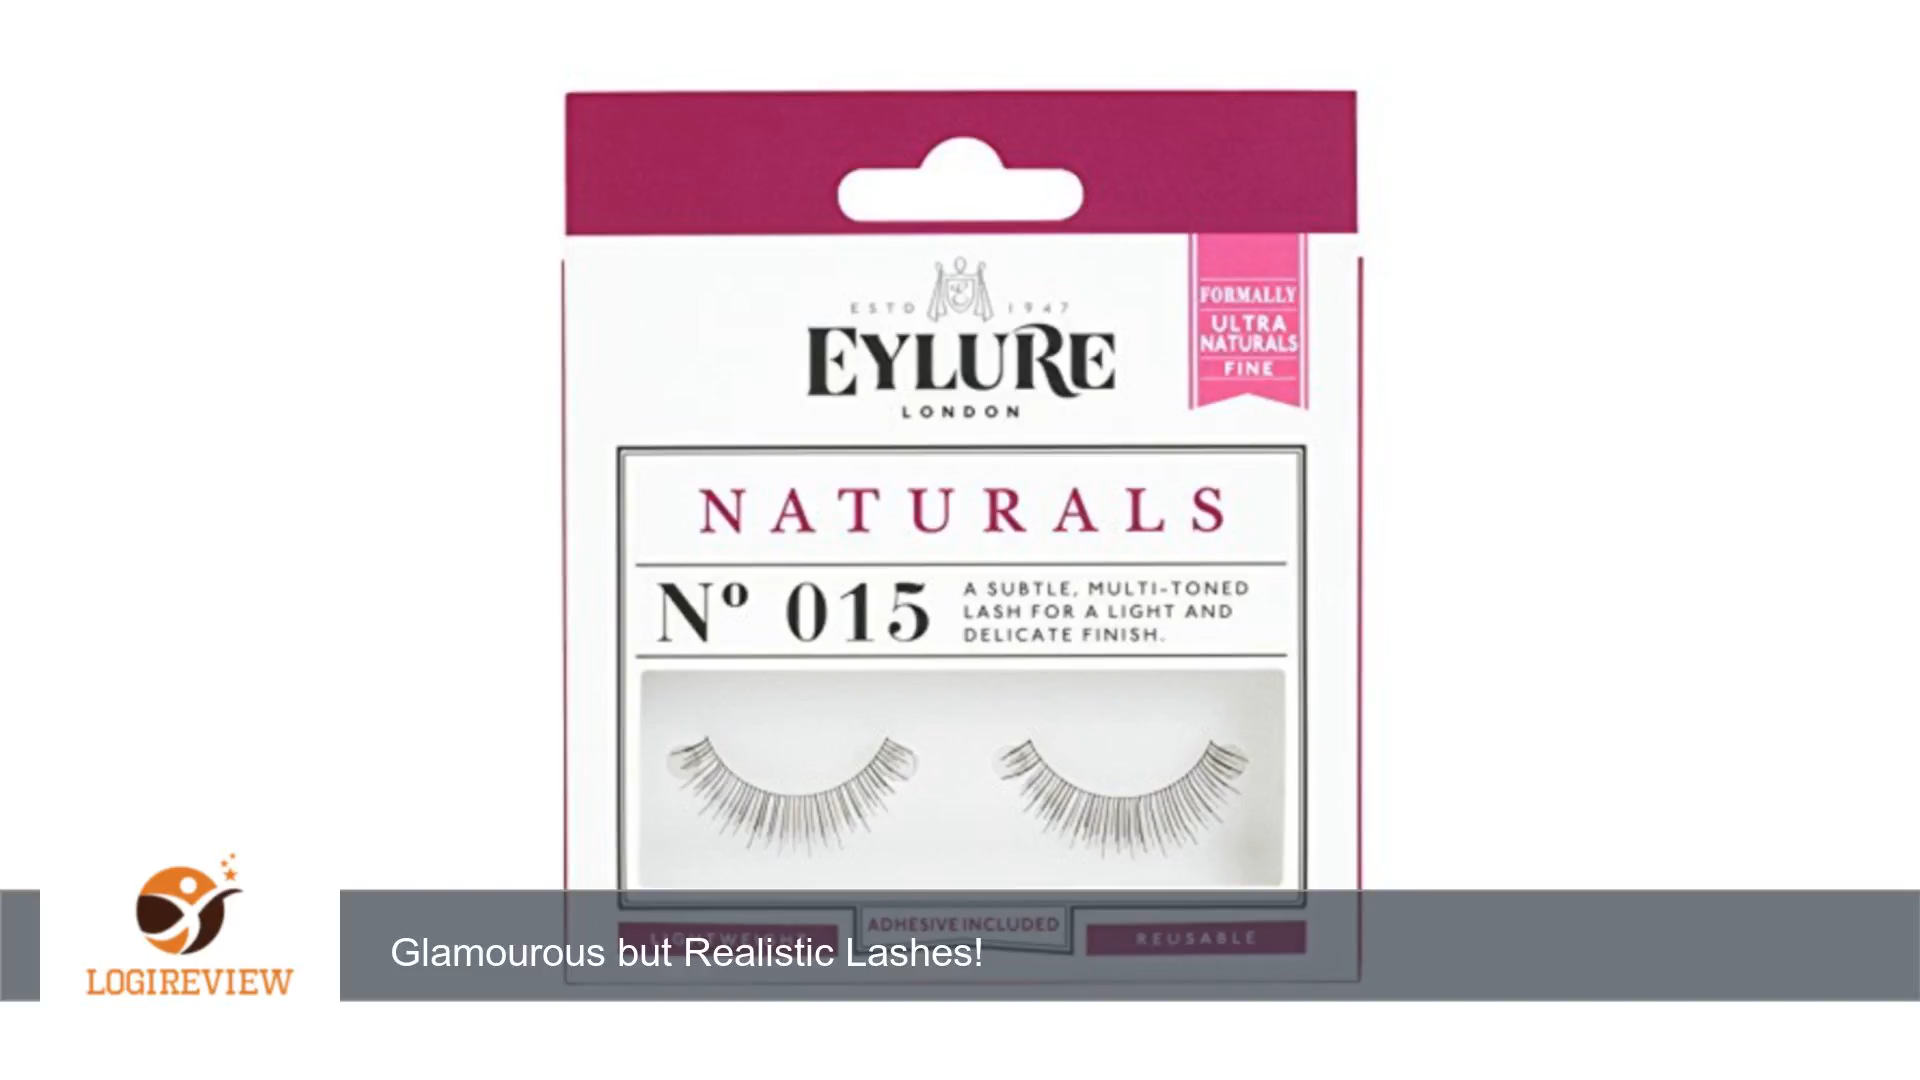 ESTD 1947
EYLURE
LONDON
FORMALLY
ULTRA
NATURALS
FINE
NATURALS
Nº 015
A SUBTLE, MULTI-TONED
LASH FOR A LIGHT AND
DELICATE FINISH.
ADHESIVE INCLUDED
LIGHTWEIGHT
REUSABLE
Glamourous but Realistic Lashes!
LOGIREVIEW